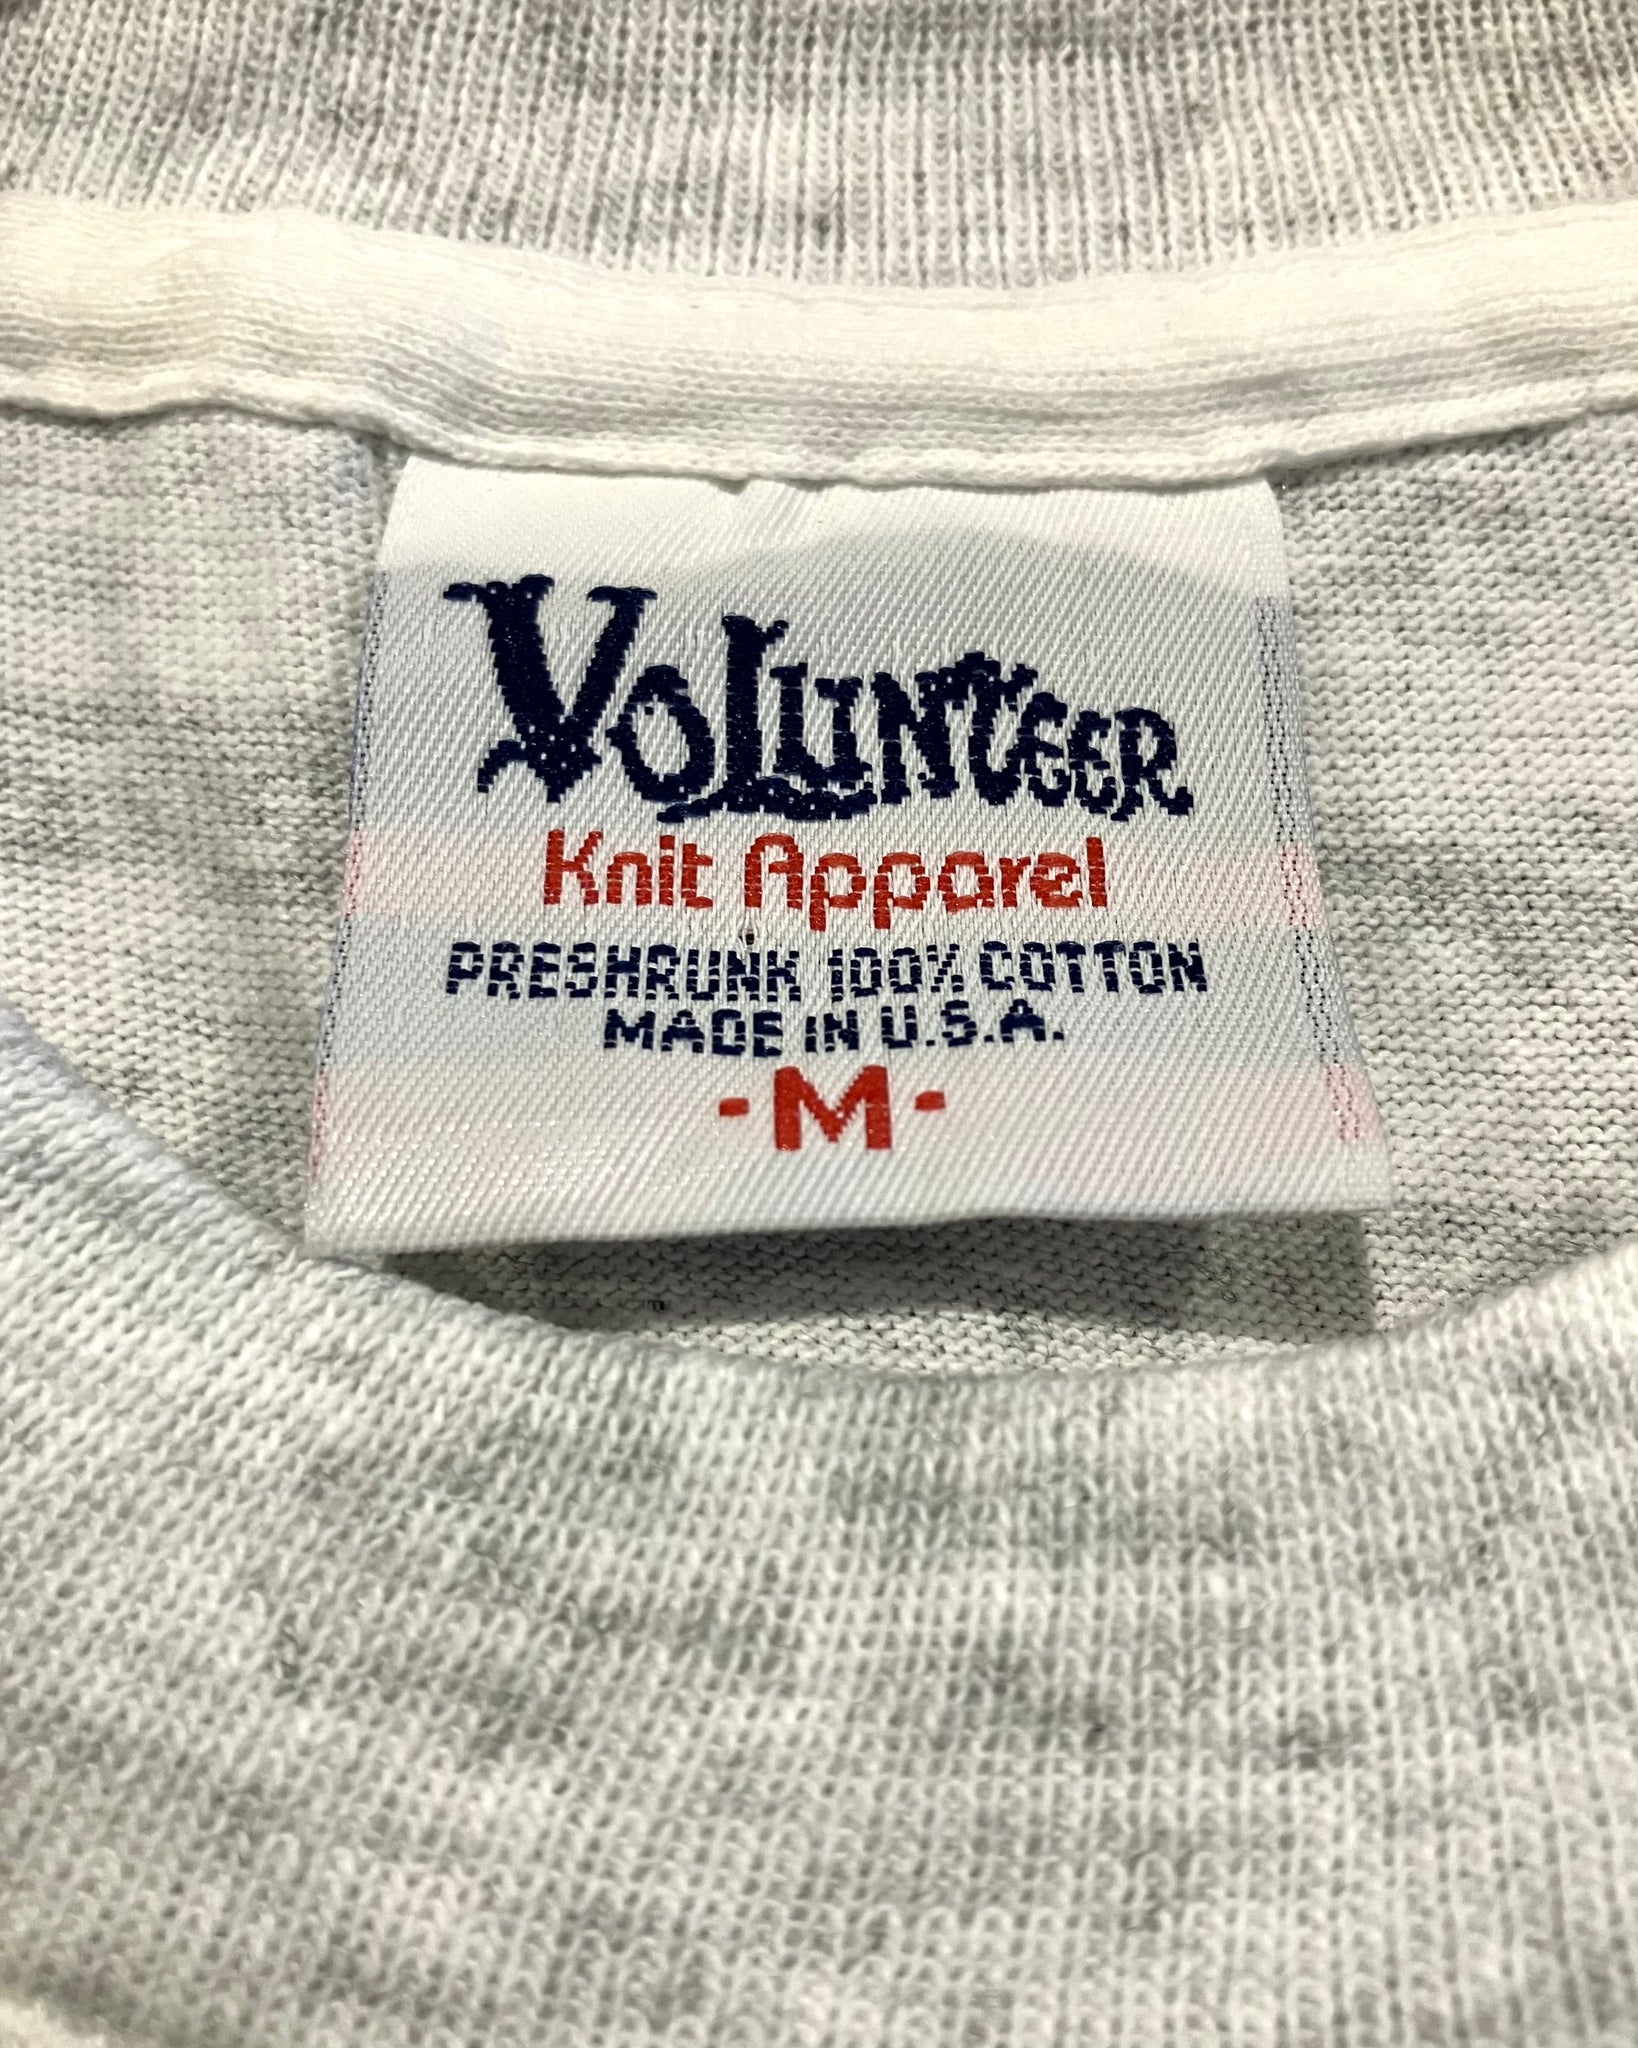 VOLUNTEER
Knit Apparel
PRESHRUNK 100% COTTON
MADE IN U.S.A.
-M-